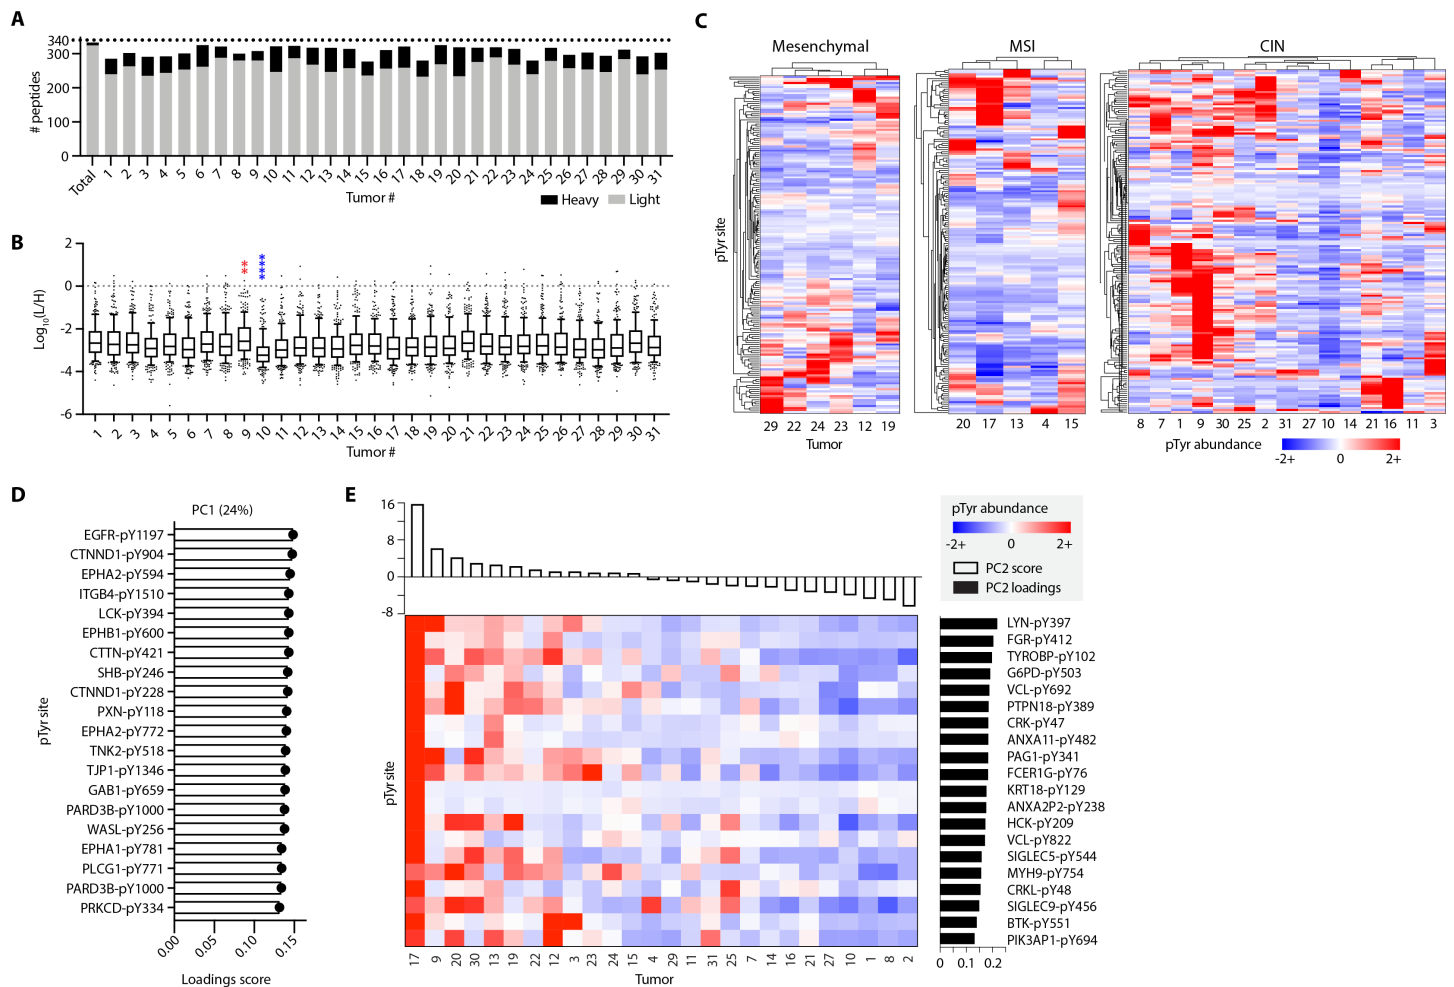 A
# peptides
340
300
200
100
0
Total 1 2 3 4 5 6 7 8 9 10 11 12 13 14 15 16 17 18 19 20 21 22 23 24 25 26 27 28 29 30 31
Tumor #
Heavy Light
B
Log10(L/H)
2
0
-2
-4
-6
**
****
1 2 3 4 5 6 7 8 9 10 11 12 13 14 15 16 17 18 19 20 21 22 23 24 25 26 27 28 29 30 31
Tumor #
C
Mesenchymal MSI CIN
pTyr site
29 22 24 23 12 19
20 17 13 4 15
8 7 1 9 30 25 2 31 27 10 14 21 16 11 3
Tumor
pTyr abundance
-2+ 0 2+
D
PC1 (24%)
pTyr site
EGFR-pY1197
CTNND1-pY904
EPHA2-pY594
ITGB4-pY1510
LCK-pY394
EPHB1-pY600
CTTN-pY421
SHB-pY246
CTNND1-pY228
PXN-pY118
EPHA2-pY772
TNK2-pY518
TJP1-pY1346
GAB1-pY659
PARD3B-pY1000
WASL-pY256
EPHA1-pY781
PLCG1-pY771
PARD3B-pY1000
PRKCD-pY334
0.00 0.05 0.10 0.15
Loadings score
E
16
8
0
-8
pTyr abundance
-2+ 0 2+
PC2 score
PC2 loadings
pTyr site
LYN-pY397
FGR-pY412
TYROBP-pY102
G6PD-pY503
VCL-pY692
PTPN18-pY389
CRK-pY47
ANXA11-pY482
PAG1-pY341
FCER1G-pY76
KRT18-pY129
ANXA2P2-pY238
HCK-pY209
VCL-pY822
SIGLEC5-pY544
MYH9-pY754
CRKL-pY48
SIGLEC9-pY456
BTK-pY551
PIK3AP1-pY694
0 0.1 0.2
17 9 20 30 13 19 22 12 3 23 24 15 4 29 11 31 25 7 14 16 21 27 10 1 8 2
Tumor